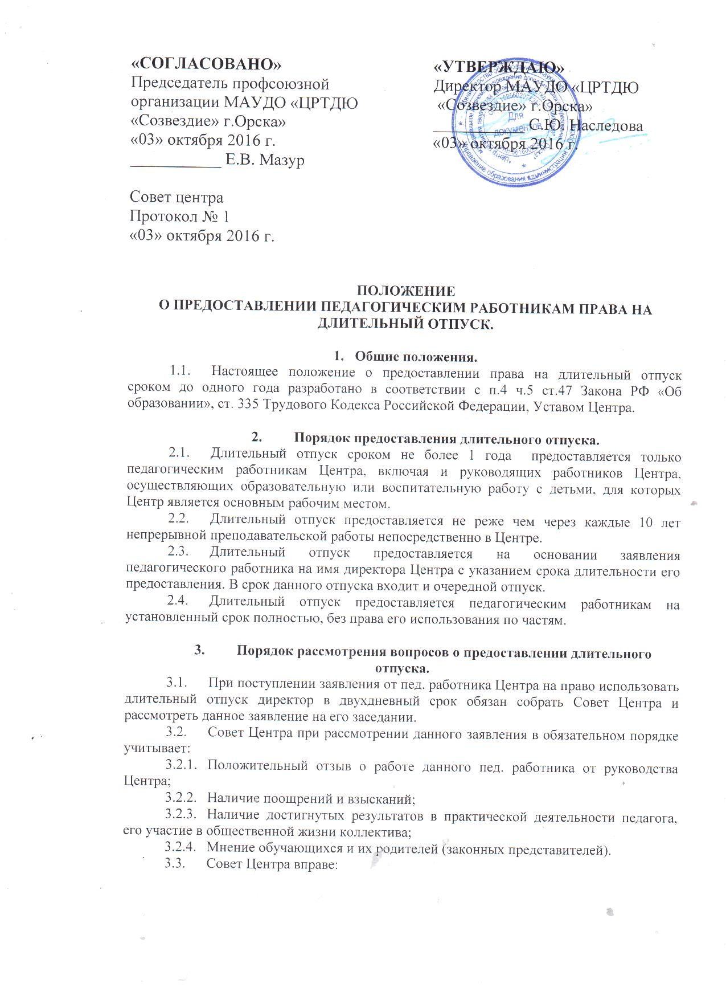 «СОГЛАСОВАНО»
Председатель профсоюзной
организации МАУДО «ЦРТДЮ
«Созвездие» г.Орска»
«03» октября 2016 г.
___________ Е.В. Мазур
«УТВЕРЖДАЮ»
Директор МАУДО «ЦРТДЮ
«Созвездие» г.Орска»
___________ С.Ю. Наследова
«03» октября 2016 г.
Для
документов
Совет центра
Протокол № 1
«03» октября 2016 г.
ПОЛОЖЕНИЕ
О ПРЕДОСТАВЛЕНИИ ПЕДАГОГИЧЕСКИМ РАБОТНИКАМ ПРАВА НА
ДЛИТЕЛЬНЫЙ ОТПУСК.
1. Общие положения.
1.1. Настоящее положение о предоставлении права на длительный отпуск
сроком до одного года разработано в соответствии с п.4 ч.5 ст.47 Закона РФ «Об
образовании», ст. 335 Трудового Кодекса Российской Федерации, Уставом Центра.
2. Порядок предоставления длительного отпуска.
2.1. Длительный отпуск сроком не более 1 года предоставляется только
педагогическим работникам Центра, включая и руководящих работников Центра,
осуществляющих образовательную или воспитательную работу с детьми, для которых
Центр является основным рабочим местом.
2.2. Длительный отпуск предоставляется не реже чем через каждые 10 лет
непрерывной преподавательской работы непосредственно в Центре.
2.3. Длительный отпуск предоставляется на основании заявления
педагогического работника на имя директора Центра с указанием срока длительности его
предоставления. В срок данного отпуска входит и очередной отпуск.
2.4. Длительный отпуск предоставляется педагогическим работникам на
установленный срок полностью, без права его использования по частям.
3. Порядок рассмотрения вопросов о предоставлении длительного
отпуска.
3.1. При поступлении заявления от пед. работника Центра на право использовать
длительный отпуск директор в двухдневный срок обязан собрать Совет Центра и
рассмотреть данное заявление на его заседании.
3.2. Совет Центра при рассмотрении данного заявления в обязательном порядке
учитывает:
3.2.1. Положительный отзыв о работе данного пед. работника от руководства
Центра;
3.2.2. Наличие поощрений и взысканий;
3.2.3. Наличие достигнутых результатов в практической деятельности педагога,
его участие в общественной жизни коллектива;
3.2.4. Мнение обучающихся и их родителей (законных представителей).
3.3. Совет Центра вправе: